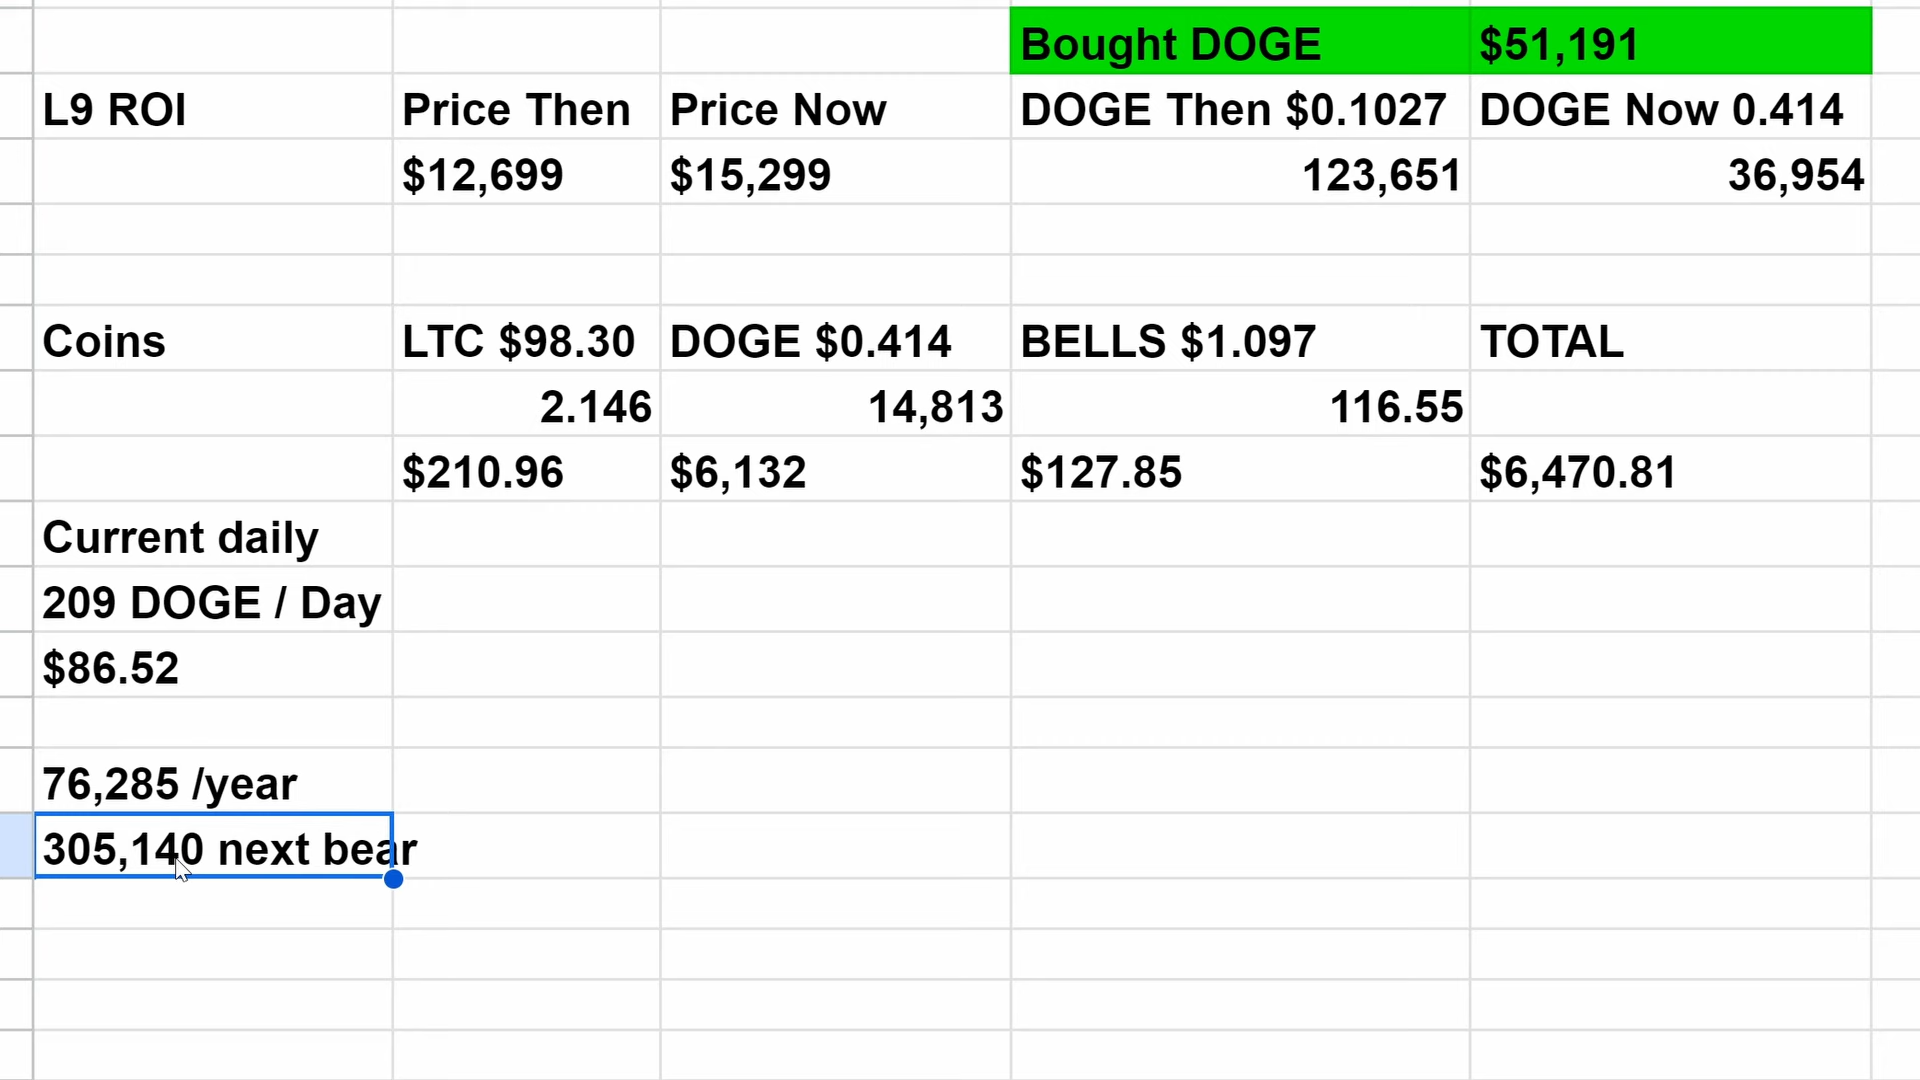 Bought DOGE $51,191
L9 ROI Price Then Price Now DOGE Then $0.1027 DOGE Now 0.414
$12,699 $15,299 123,651 36,954
Coins LTC $98.30 DOGE $0.414 BELLS $1.097 TOTAL
2.146 14,813 116.55
$210.96 $6,132 $127.85 $6,470.81
Current daily
209 DOGE / Day
$86.52
76,285 /year
305,140 next bear